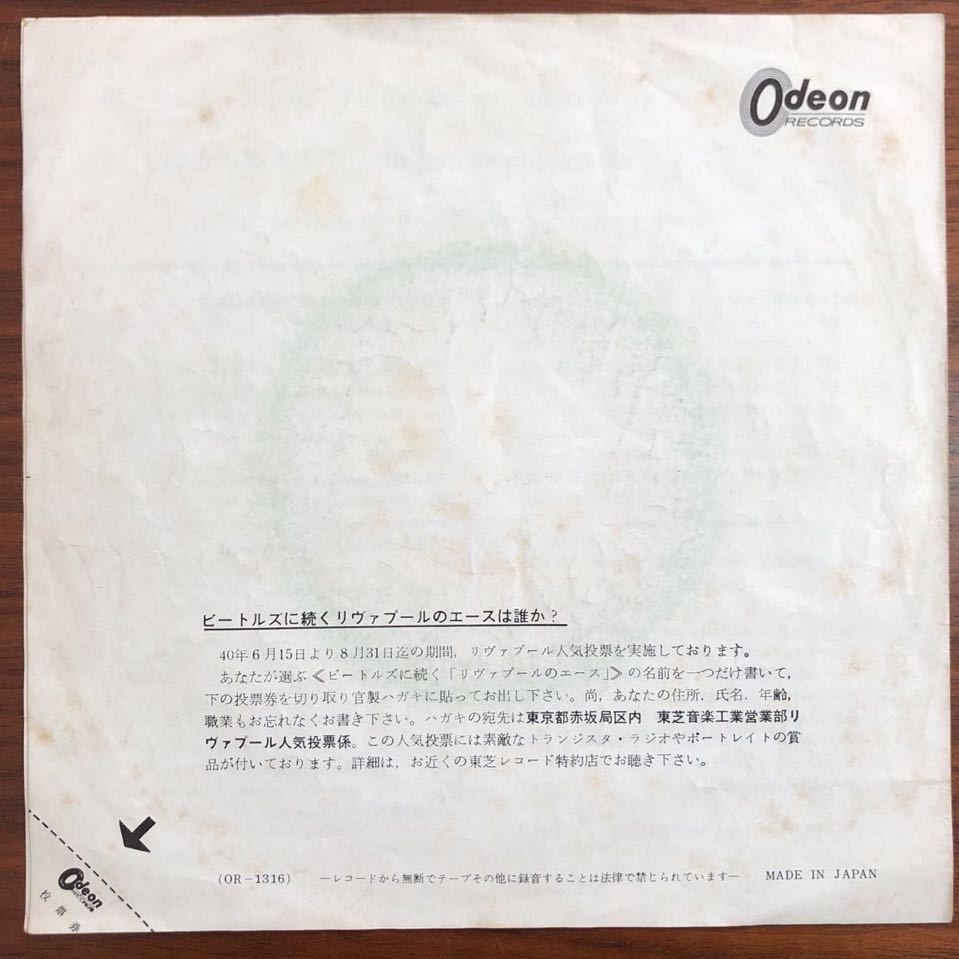 Odeon
RECORDS
ビートルズに続くリヴァプールのエースは誰か?
40年6月15日より8月31日迄の期間, リヴァプール人気投票を実施しております。
あなたが選ぶ≪ビートルズに続く「リヴァプールのエース」≫の名前を一つだけ書いて,
下の投票券を切り取り官製ハガキに貼ってお出し下さい。尚, あなたの住所, 氏名, 年齢,
職業もお忘れなくお書き下さい。ハガキの宛先は東京都赤坂局区内 東芝音楽工業営業部リ
ヴァプール人気投票係。この人気投票には素敵なトランジスタ・ラジオやポートレイトの賞
品が付いております。詳細は, お近くの東芝レコード特約店でお聴き下さい。
Odeon
RECORDS
投票券
(OR-1316) —レコードから無断でテープその他に録音することは法律で禁じられています— MADE IN JAPAN